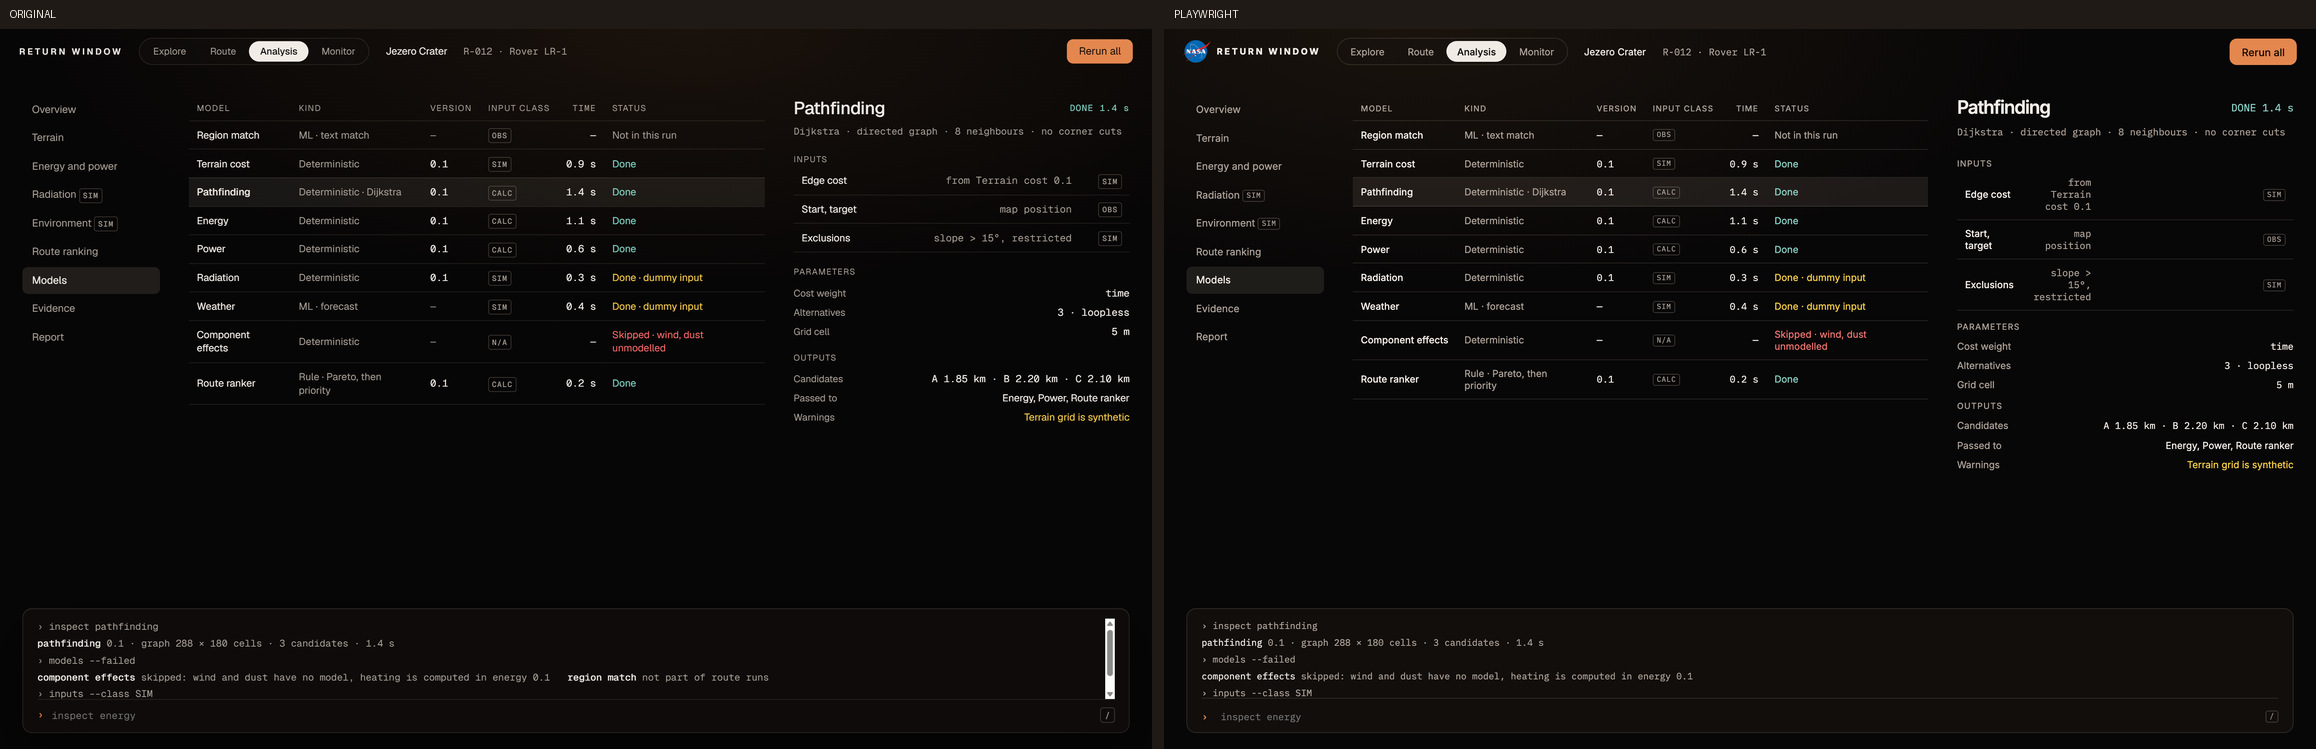 ORIGINAL
RETURN WINDOW Explore Route Analysis Monitor Jezero Crater R-012 · Rover LR-1 Rerun all
Overview
Terrain
Energy and power
Radiation SIM
Environment SIM
Route ranking
Models
Evidence
Report
MODEL KIND VERSION INPUT CLASS TIME STATUS
Region match ML · text match — OBS — Not in this run
Terrain cost Deterministic 0.1 SIM 0.9 s Done
Pathfinding Deterministic · Dijkstra 0.1 CALC 1.4 s Done
Energy Deterministic 0.1 CALC 1.1 s Done
Power Deterministic 0.1 CALC 0.6 s Done
Radiation Deterministic 0.1 SIM 0.3 s Done · dummy input
Weather ML · forecast — SIM 0.4 s Done · dummy input
Component effects Deterministic — N/A — Skipped · wind, dust unmodelled
Route ranker Rule · Pareto, then priority 0.1 CALC 0.2 s Done
Pathfinding DONE 1.4 s
Dijkstra · directed graph · 8 neighbours · no corner cuts
INPUTS
Edge cost from Terrain cost 0.1 SIM
Start, target map position OBS
Exclusions slope > 15°, restricted SIM
PARAMETERS
Cost weight time
Alternatives 3 · loopless
Grid cell 5 m
OUTPUTS
Candidates A 1.85 km · B 2.20 km · C 2.10 km
Passed to Energy, Power, Route ranker
Warnings Terrain grid is synthetic
› inspect pathfinding
pathfinding 0.1 · graph 288 × 180 cells · 3 candidates · 1.4 s
› models --failed
component effects skipped: wind and dust have no model, heating is computed in energy 0.1 region match not part of route runs
› inputs --class SIM
› inspect energy /
PLAYWRIGHT
NASA RETURN WINDOW Explore Route Analysis Monitor Jezero Crater R-012 · Rover LR-1 Rerun all
Overview
Terrain
Energy and power
Radiation SIM
Environment SIM
Route ranking
Models
Evidence
Report
MODEL KIND VERSION INPUT CLASS TIME STATUS
Region match ML · text match — OBS — Not in this run
Terrain cost Deterministic 0.1 SIM 0.9 s Done
Pathfinding Deterministic · Dijkstra 0.1 CALC 1.4 s Done
Energy Deterministic 0.1 CALC 1.1 s Done
Power Deterministic 0.1 CALC 0.6 s Done
Radiation Deterministic 0.1 SIM 0.3 s Done · dummy input
Weather ML · forecast — SIM 0.4 s Done · dummy input
Component effects Deterministic — N/A — Skipped · wind, dust
unmodelled
Route ranker Rule · Pareto, then priority 0.1 CALC 0.2 s Done
Pathfinding DONE 1.4 s
Dijkstra · directed graph · 8 neighbours · no corner cuts
INPUTS
Edge cost from Terrain cost 0.1 SIM
Start, target map position OBS
Exclusions slope > 15°, restricted SIM
PARAMETERS
Cost weight time
Alternatives 3 · loopless
Grid cell 5 m
OUTPUTS
Candidates A 1.85 km · B 2.20 km · C 2.10 km
Passed to Energy, Power, Route ranker
Warnings Terrain grid is synthetic
› inspect pathfinding
pathfinding 0.1 · graph 288 × 180 cells · 3 candidates · 1.4 s
› models --failed
component effects skipped: wind and dust have no model, heating is computed in energy 0.1
› inputs --class SIM
› inspect energy /